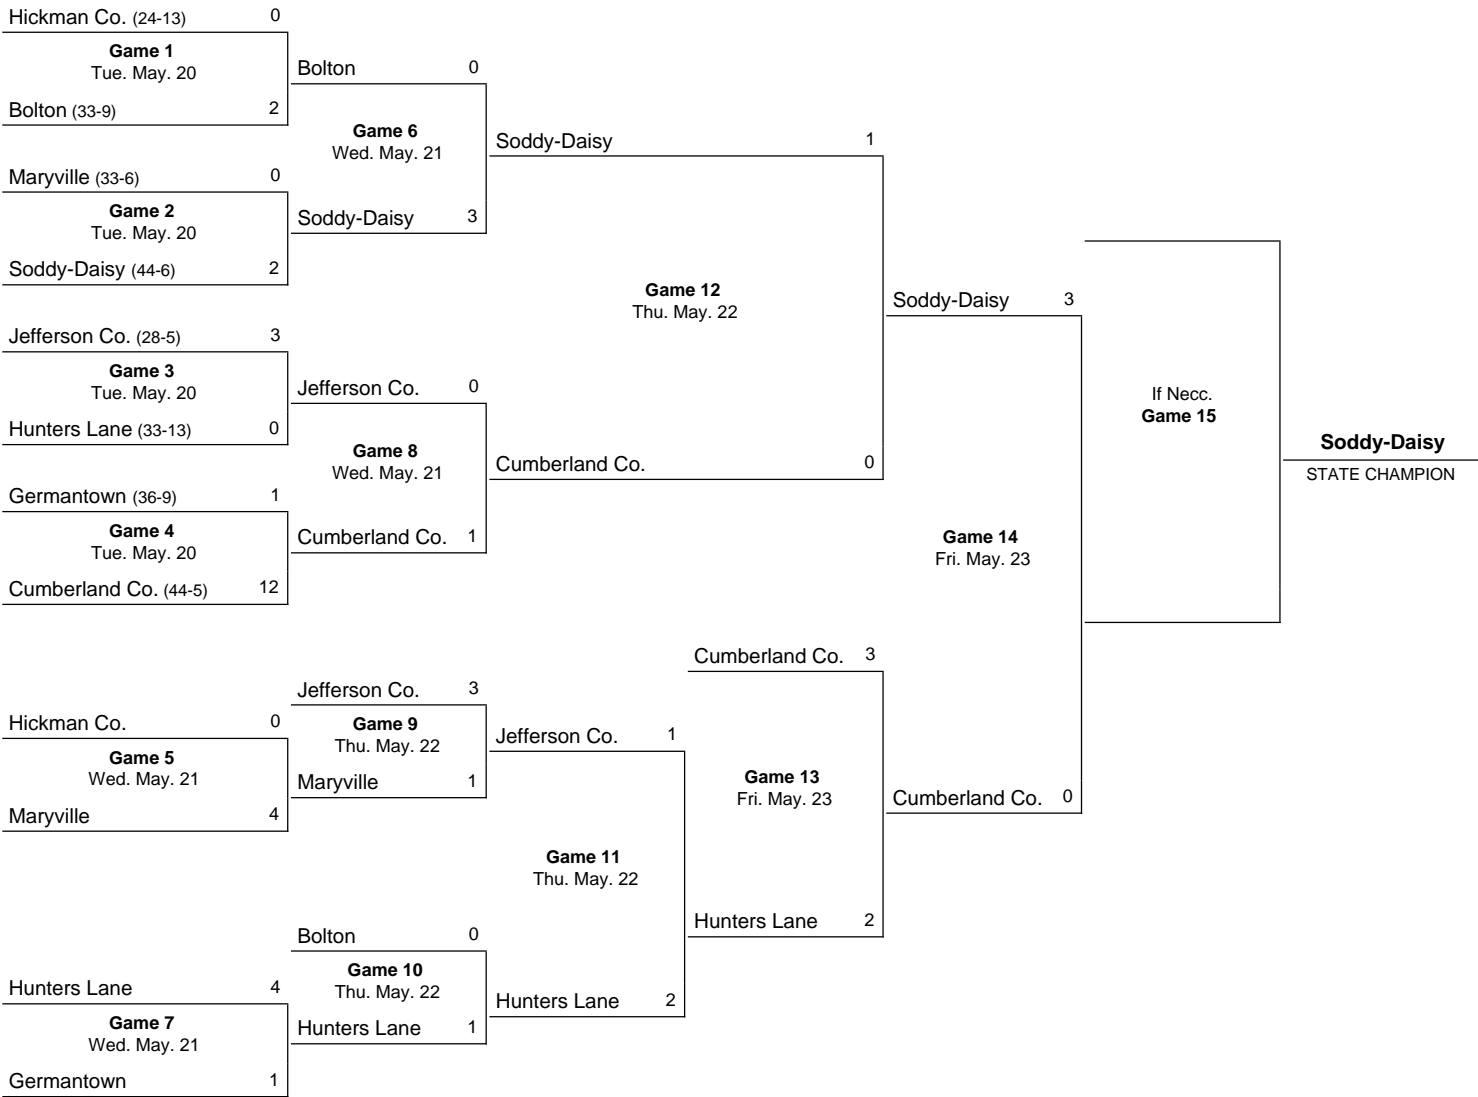 Hickman Co. (24-13) 0
Game 1
Tue. May. 20
Bolton (33-9) 2
Maryville (33-6) 0
Game 2
Tue. May. 20
Soddy-Daisy (44-6) 2
Jefferson Co. (28-5) 3
Game 3
Tue. May. 20
Hunters Lane (33-13) 0
Germantown (36-9) 1
Game 4
Tue. May. 20
Cumberland Co. (44-5) 12
Hickman Co. 0
Game 5
Wed. May. 21
Maryville 4
Hunters Lane 4
Game 7
Wed. May. 21
Germantown 1
Bolton 0
Game 6
Wed. May. 21
Soddy-Daisy 3
Jefferson Co. 0
Game 8
Wed. May. 21
Cumberland Co. 1
Jefferson Co. 3
Game 9
Thu. May. 22
Maryville 1
Bolton 0
Game 10
Thu. May. 22
Hunters Lane 1
Soddy-Daisy 1
Game 12
Thu. May. 22
Cumberland Co. 0
Jefferson Co. 1
Game 11
Thu. May. 22
Hunters Lane 2
Cumberland Co. 3
Game 13
Fri. May. 23
Hunters Lane 2
Soddy-Daisy 3
Game 14
Fri. May. 23
Cumberland Co. 0
If Necc.
Game 15
Soddy-Daisy
STATE CHAMPION